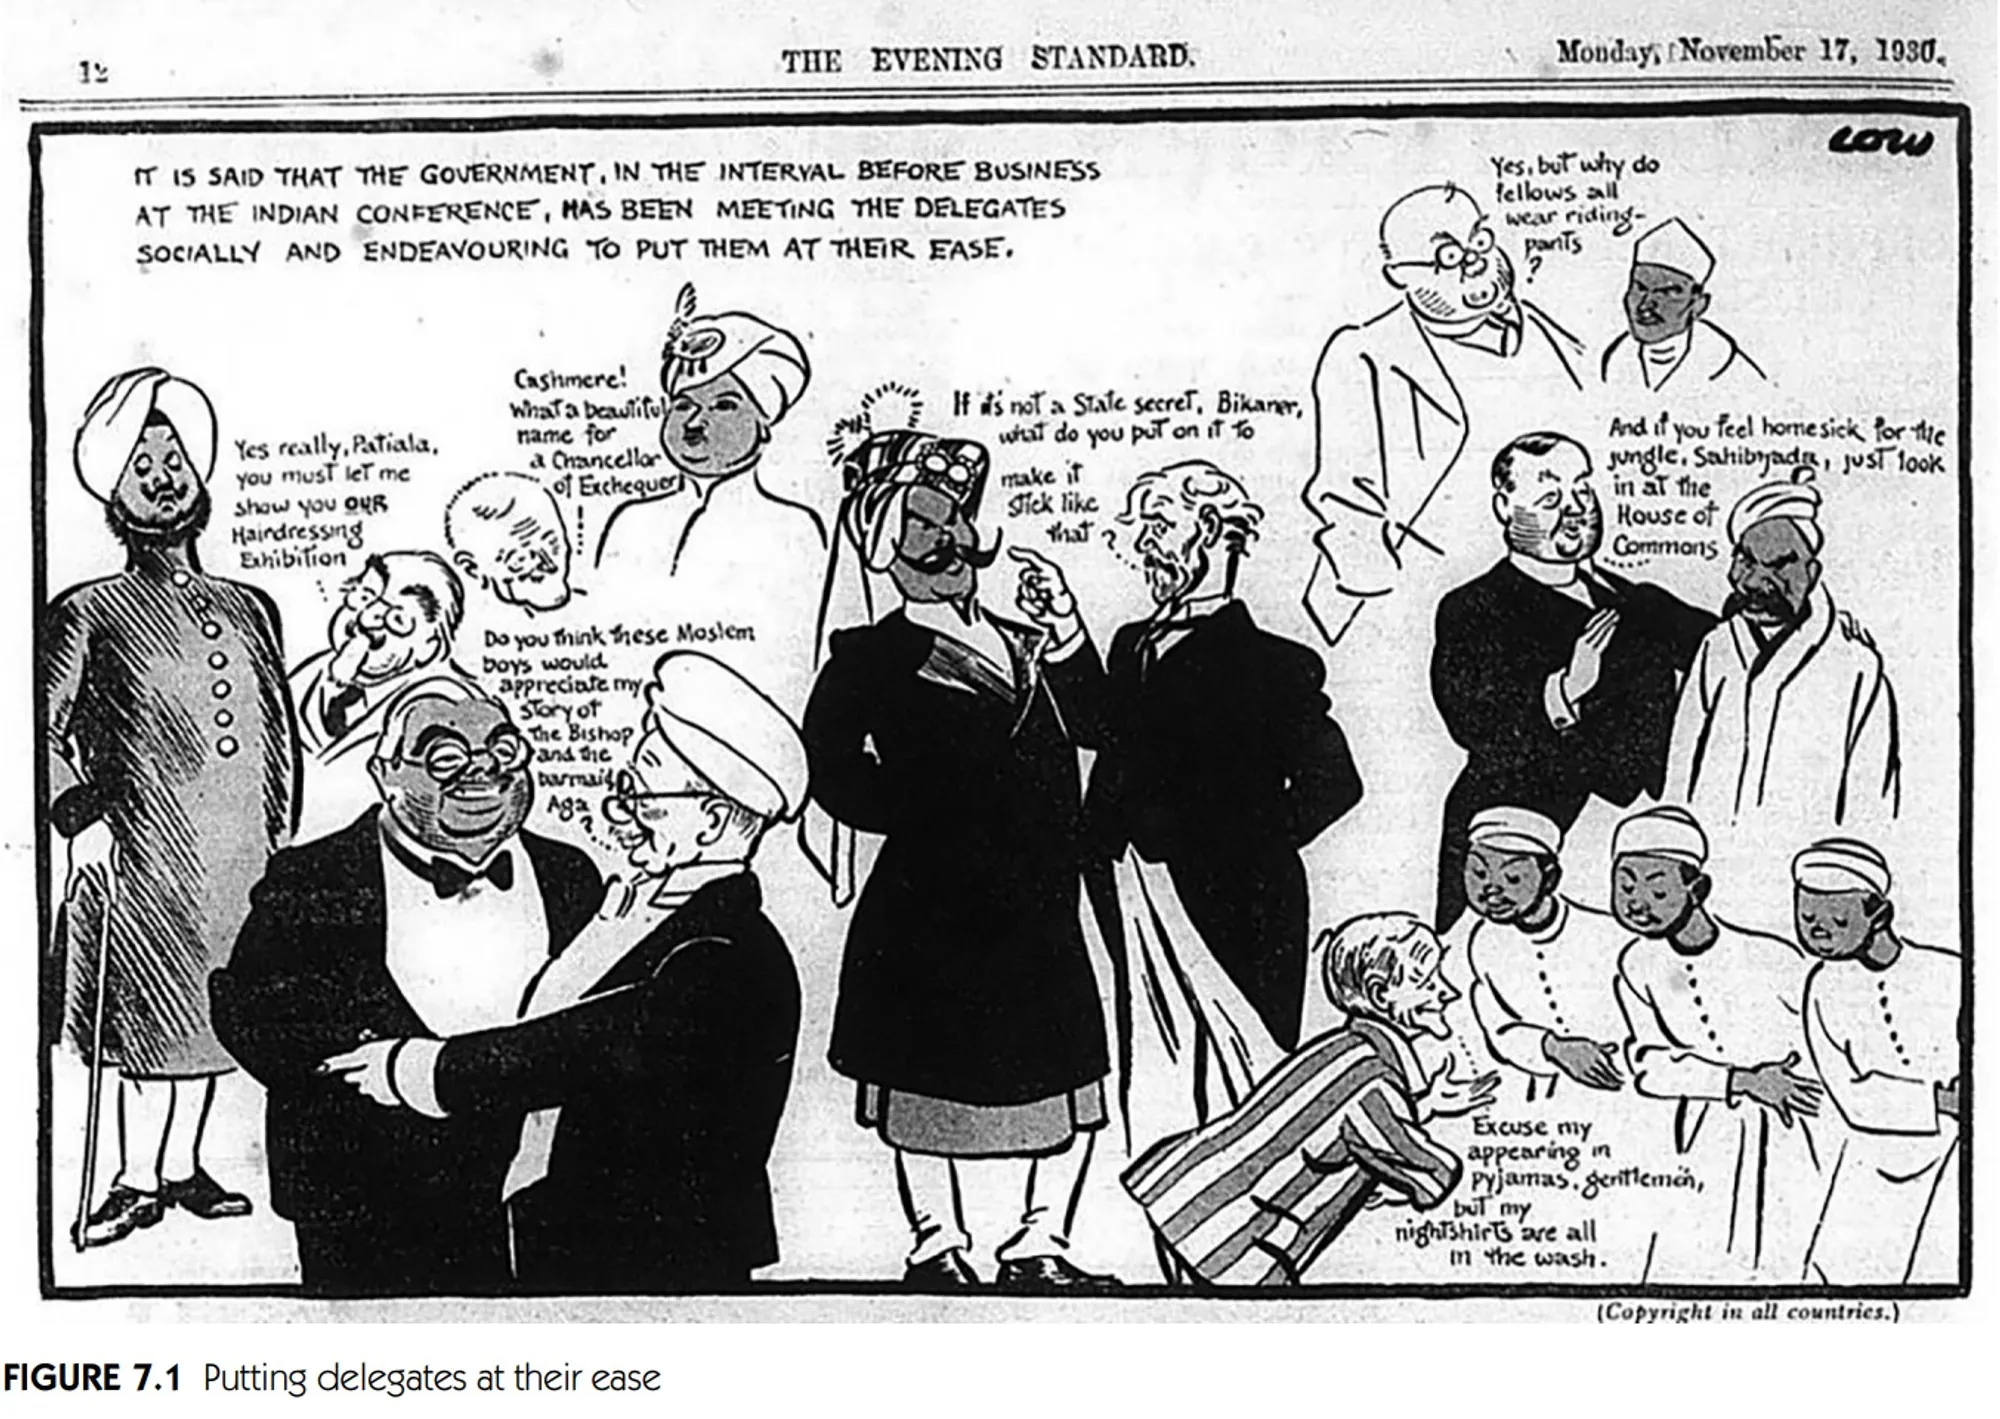 12
THE EVENING STANDARD.
Monday, November 17, 1930.
LOW
IT IS SAID THAT THE GOVERNMENT, IN THE INTERVAL BEFORE BUSINESS
AT THE INDIAN CONFERENCE, HAS BEEN MEETING THE DELEGATES
SOCIALLY AND ENDEAVOURING TO PUT THEM AT THEIR EASE.
Yes really, Patiala,
you must let me
show you OUR
Hairdressing
Exhibition
Cashmere!
What a beautiful
name for
a Chancellor
of Exchequer!
Do you think these Moslem
boys would
appreciate my
story of
the Bishop
and the
barmaid,
Aga
?
If it's not a State secret, Bikaner,
what do you put on it to
make it
stick like
that ?
Yes, but why do
fellows all
wear riding-
pants
?
And if you feel homesick for the
jungle, Sahibzada, just look
in at the
House of
Commons
Excuse my
appearing in
pyjamas, gentlemen,
but my
nightshirts are all
in the wash.
(Copyright in all countries.)
FIGURE 7.1 Putting delegates at their ease